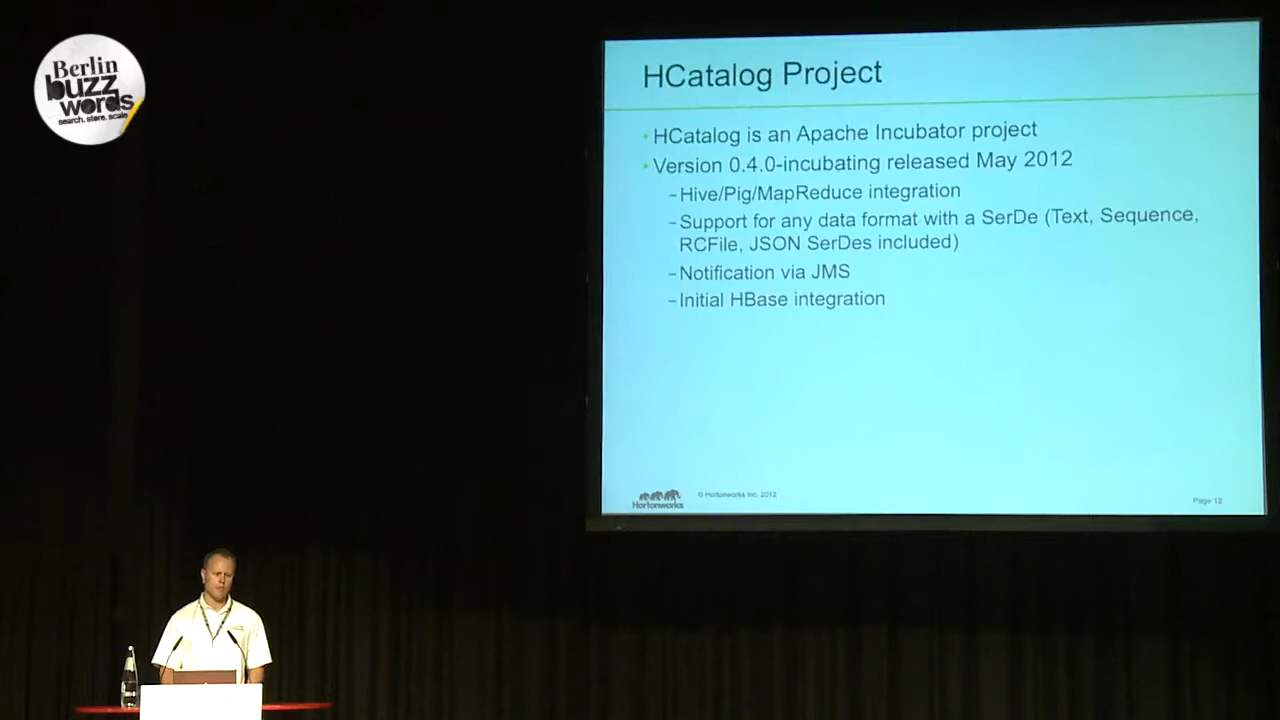 Berlin
buzz
words
search. store. scale
HCatalog Project
• HCatalog is an Apache Incubator project
• Version 0.4.0-incubating released May 2012
–Hive/Pig/MapReduce integration
–Support for any data format with a SerDe (Text, Sequence,
RCFile, JSON SerDes included)
–Notification via JMS
–Initial HBase integration
Hortonworks
© Hortonworks Inc. 2012
Page 12